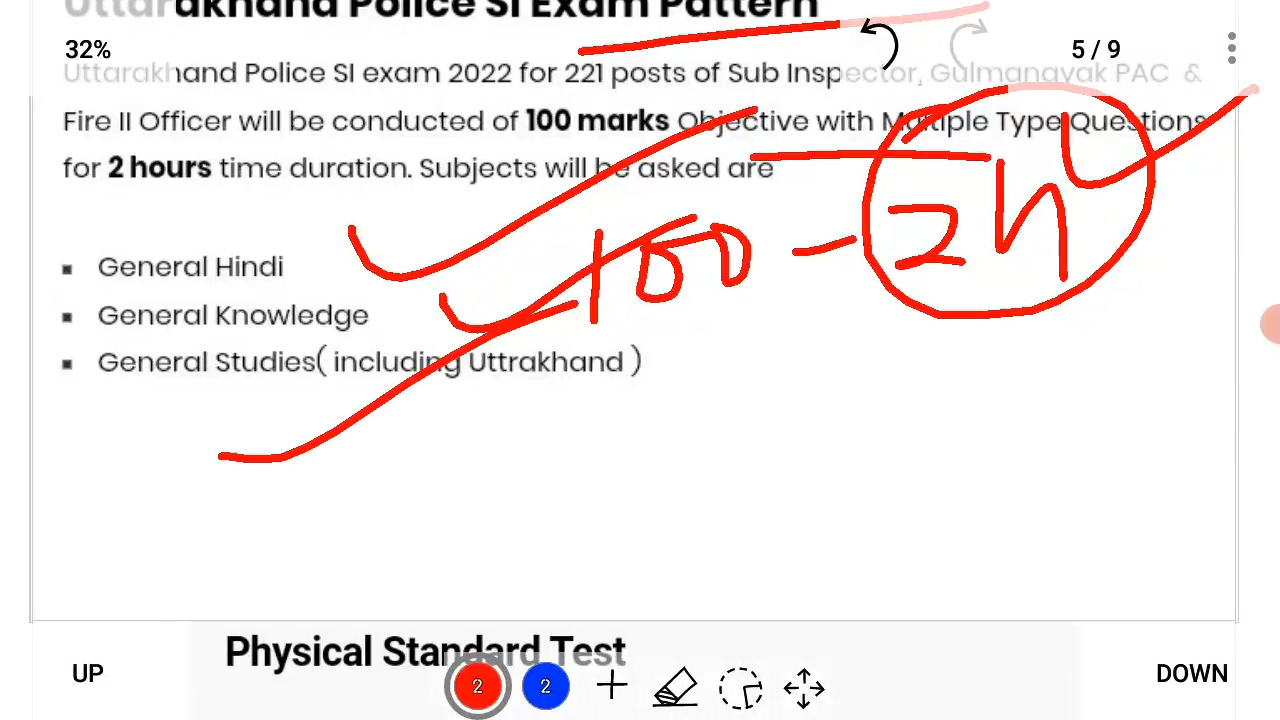 Uttarakhand Police SI Exam Pattern
32%
5 / 9
Uttarakhand Police SI exam 2022 for 221 posts of Sub Inspector, Gulmanayak PAC &
Fire II Officer will be conducted of 100 marks Objective with Multiple Type Questions
for 2 hours time duration. Subjects will be asked are
100 - 2h
▪ General Hindi
▪ General Knowledge
▪ General Studies( including Uttrakhand )
Physical Standard Test
UP
2
2
DOWN